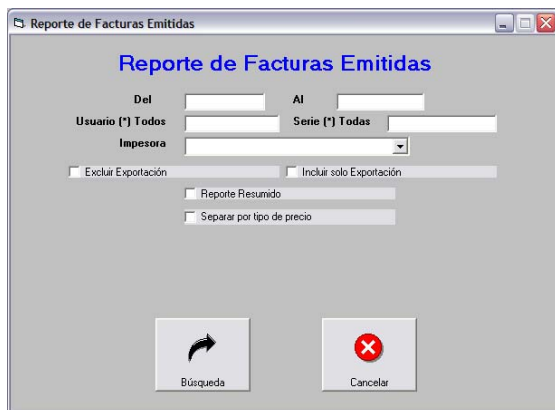 Reporte de Facturas Emitidas
Reporte de Facturas Emitidas
Del Al
Usuario (*) Todos Serie (*) Todas
Impesora
Excluir Exportación Incluir solo Exportación
Reporte Resumido
Separar por tipo de precio
Búsqueda Cancelar